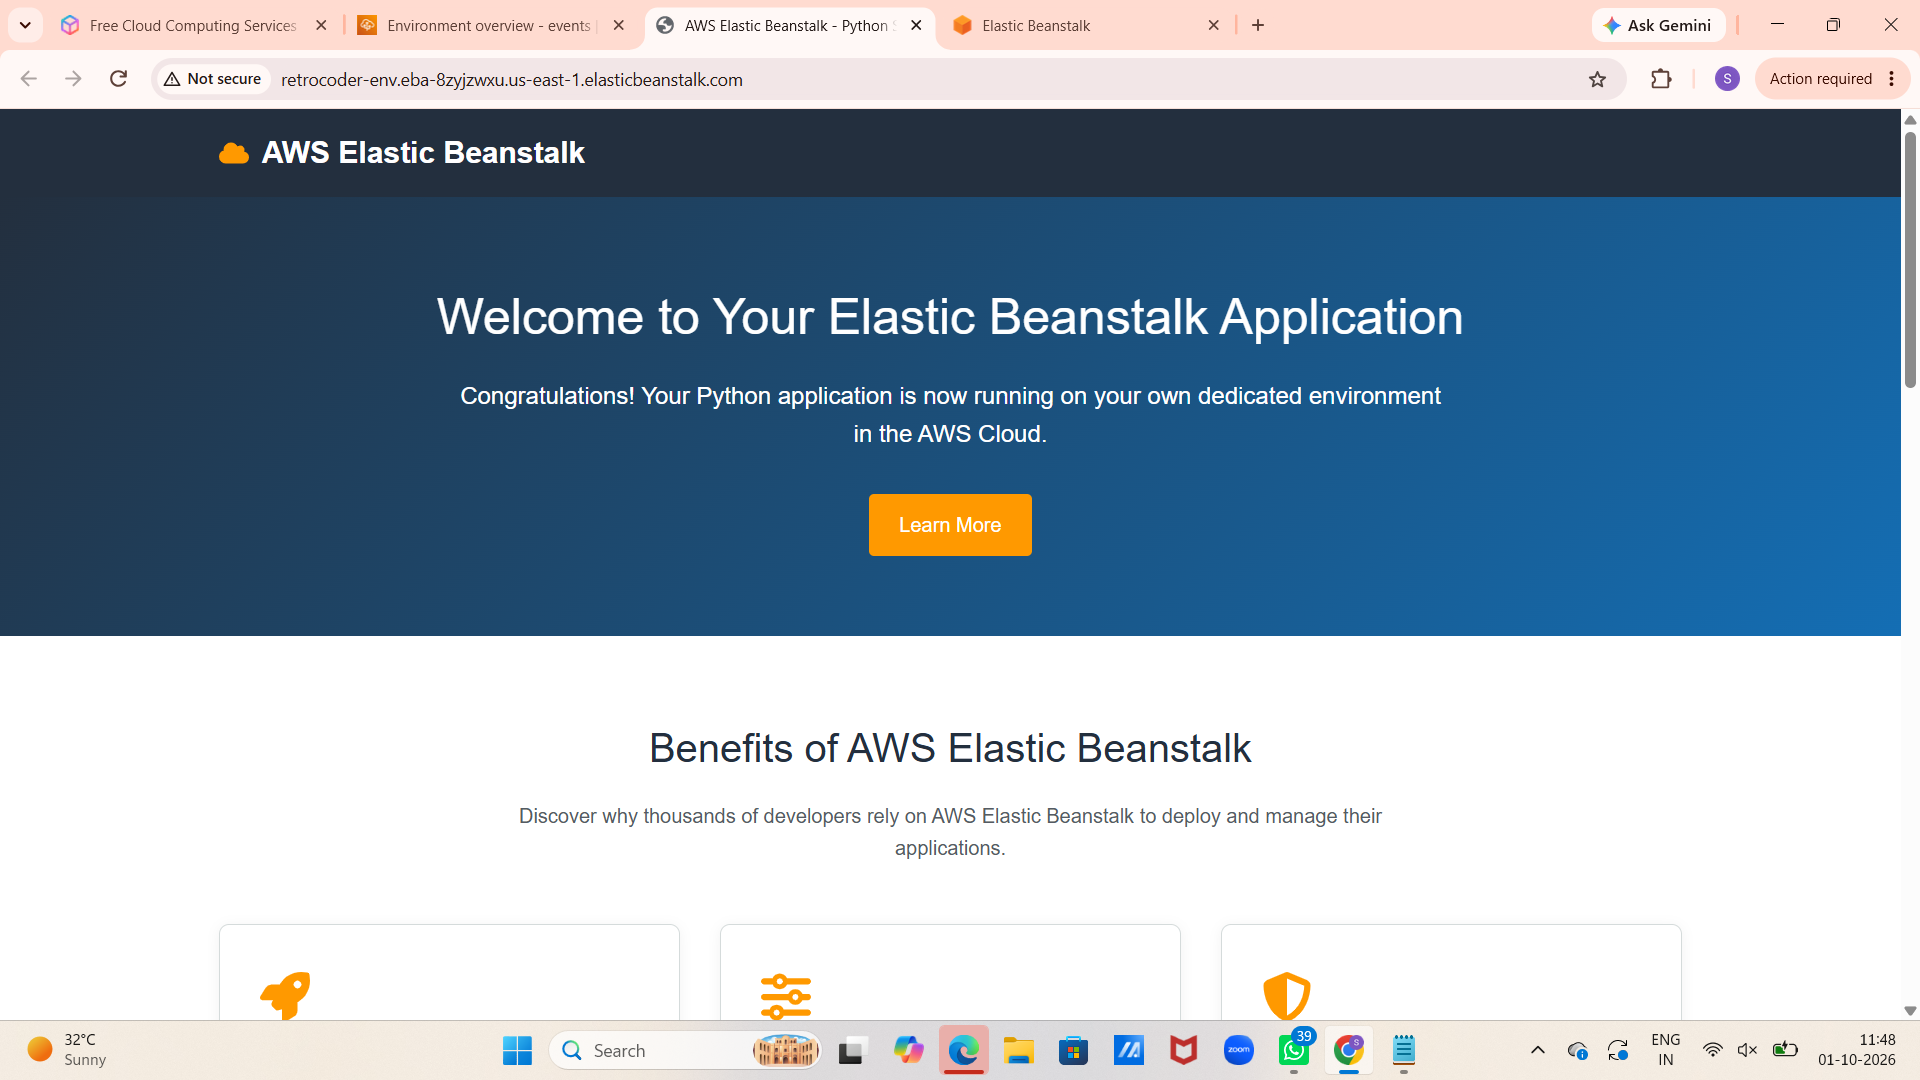 Free Cloud Computing Services
Environment overview - events
AWS Elastic Beanstalk - Python
Elastic Beanstalk
Ask Gemini
Not secure
retrocoder-env.eba-8zyjzwxu.us-east-1.elasticbeanstalk.com
S
Action required
AWS Elastic Beanstalk
Welcome to Your Elastic Beanstalk Application
Congratulations! Your Python application is now running on your own dedicated environment
in the AWS Cloud.
Learn More
Benefits of AWS Elastic Beanstalk
Discover why thousands of developers rely on AWS Elastic Beanstalk to deploy and manage their
applications.
32°C
Sunny
Search
zoom
39
S
ENG
IN
11:48
01-10-2026